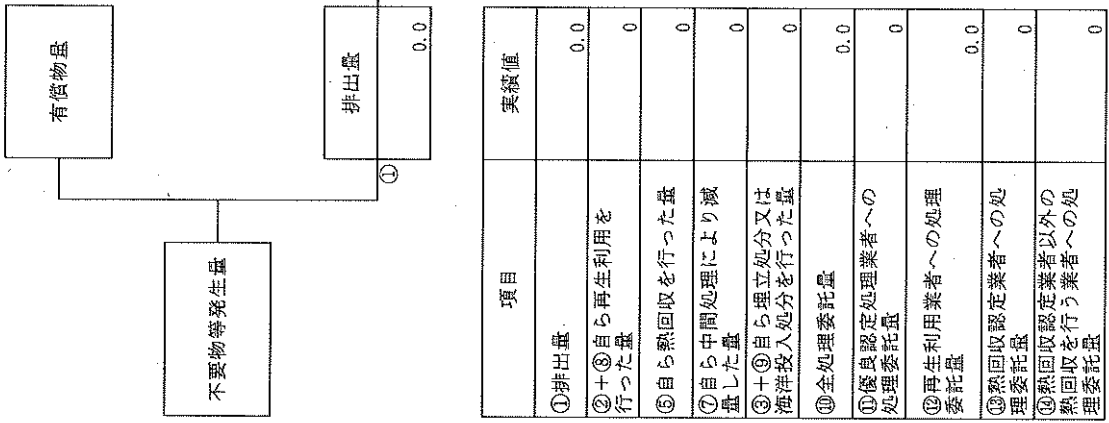 不要物等発生量
有償物量
①
排出量
0.0
項目
実績値
①排出量
0.0
②+⑧自ら再生利用を
行った量
0
⑤自ら熱回収を行った量
0
⑦自ら中間処理により減
量した量
0
③+⑨自ら埋立処分又は
海洋投入処分を行った量
0
⑩全処理委託量
0.0
⑪優良認定処理業者への
処理委託量
0
⑫再生利用業者への処理
委託量
0.0
⑬熱回収認定業者への処
理委託量
0
⑭熱回収認定業者以外の
熱回収を行う業者への処
理委託量
0